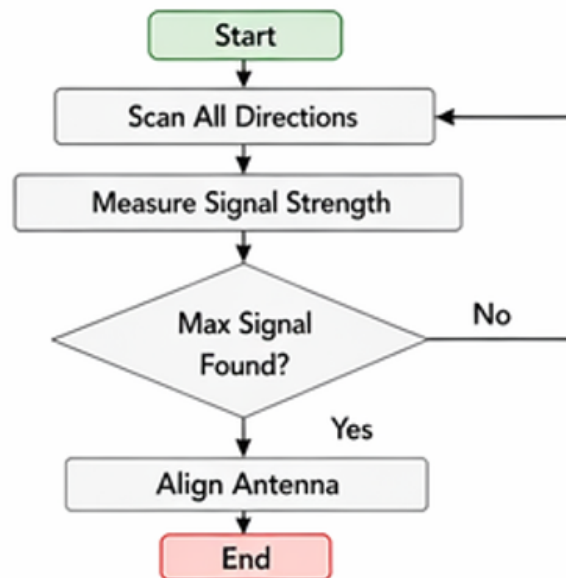 Start
Scan All Directions
Measure Signal Strength
Max Signal
Found?
No
Yes
Align Antenna
End